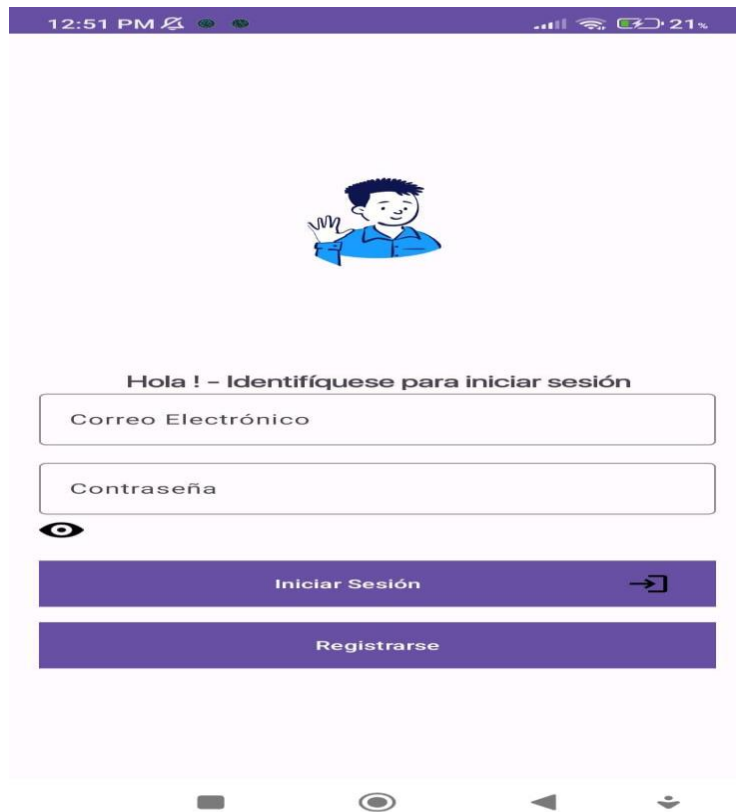 12:51 PM 21%
Hola ! - Identifíquese para iniciar sesión
Correo Electrónico
Contraseña
Iniciar Sesión
Registrarse